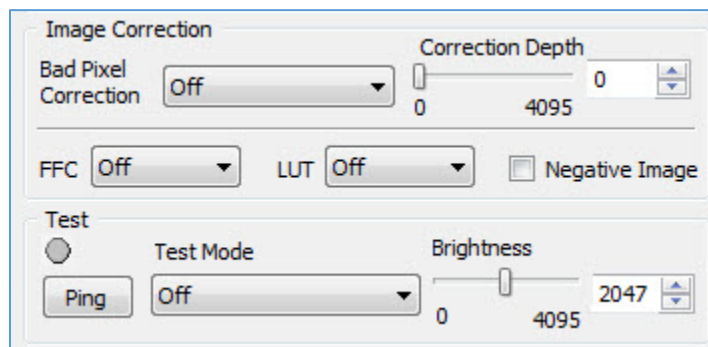 Image Correction
Correction Depth
Bad Pixel
Correction
Off
0
0 4095
FFC Off LUT Off Negative Image
Test
Test Mode Brightness
Ping Off 2047
0 4095